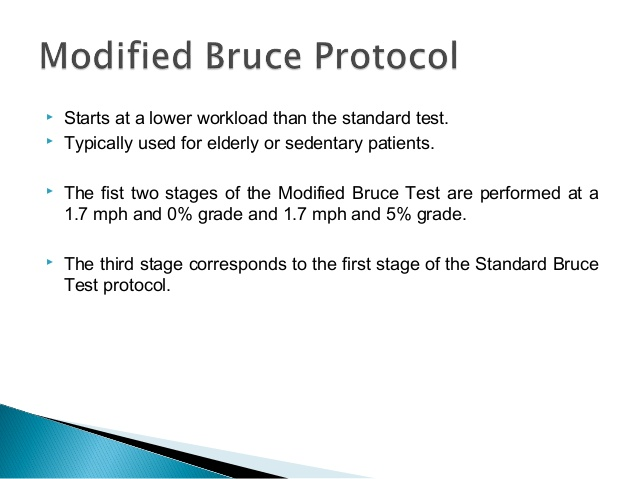 Modified Bruce Protocol
Starts at a lower workload than the standard test.
Typically used for elderly or sedentary patients.
The fist two stages of the Modified Bruce Test are performed at a
1.7 mph and 0% grade and 1.7 mph and 5% grade.
The third stage corresponds to the first stage of the Standard Bruce
Test protocol.